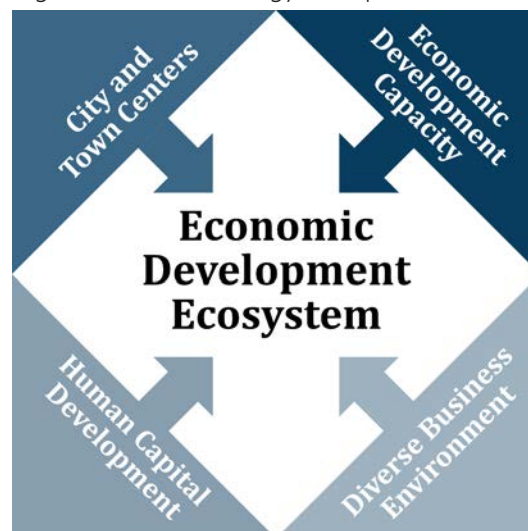 City and
Town Centers
Economic
Development
Capacity
Economic
Development
Ecosystem
Human Capital
Development
Diverse Business
Environment